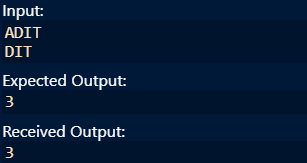 Input:
ADIT
DIT
Expected Output:
3
Received Output:
3